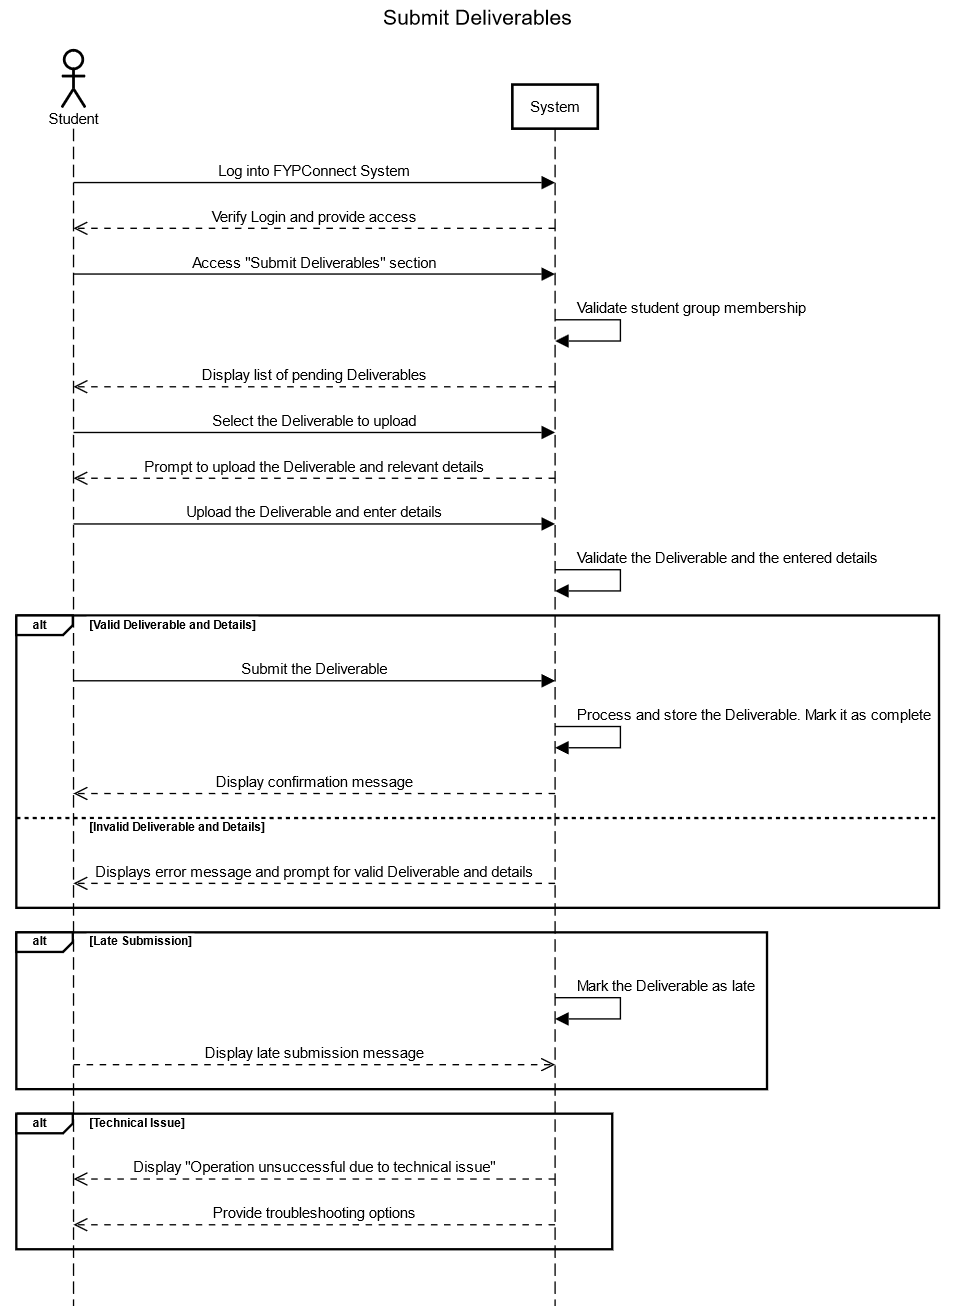 Submit Deliverables
Student
System
Log into FYPConnect System
Verify Login and provide access
Access "Submit Deliverables" section
Validate student group membership
Display list of pending Deliverables
Select the Deliverable to upload
Prompt to upload the Deliverable and relevant details
Upload the Deliverable and enter details
Validate the Deliverable and the entered details
alt [Valid Deliverable and Details]
Submit the Deliverable
Process and store the Deliverable. Mark it as complete
Display confirmation message
[Invalid Deliverable and Details]
Displays error message and prompt for valid Deliverable and details
alt [Late Submission]
Mark the Deliverable as late
Display late submission message
alt [Technical Issue]
Display "Operation unsuccessful due to technical issue"
Provide troubleshooting options